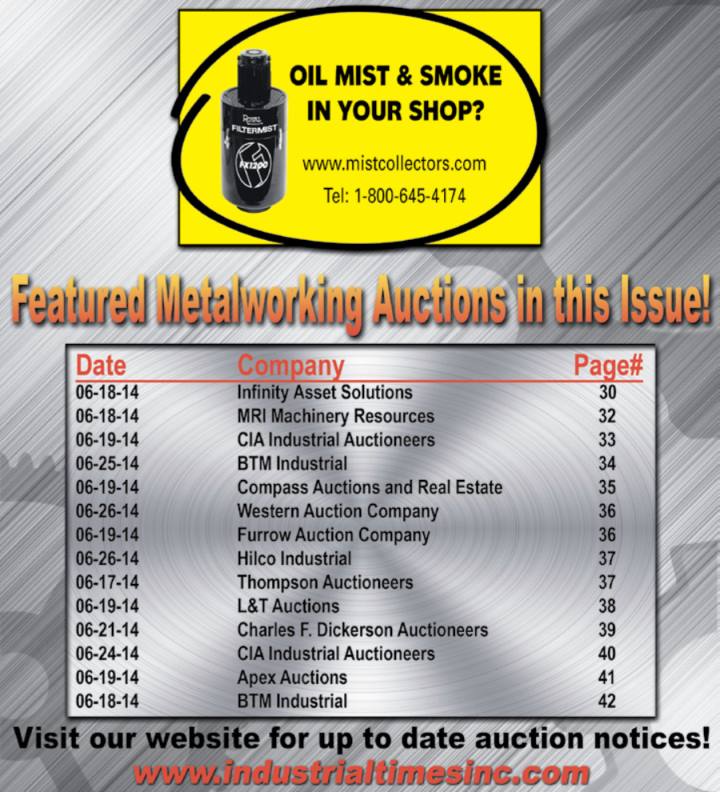 OIL MIST & SMOKE
IN YOUR SHOP?
www.mistcollectors.com
Tel: 1-800-645-4174
FILTERMIST
FX1200
Featured Metalworking Auctions in this Issue!
Date Company Page#
06-18-14 Infinity Asset Solutions 30
06-18-14 MRI Machinery Resources 32
06-19-14 CIA Industrial Auctioneers 33
06-25-14 BTM Industrial 34
06-19-14 Compass Auctions and Real Estate 35
06-26-14 Western Auction Company 36
06-19-14 Furrow Auction Company 36
06-26-14 Hilco Industrial 37
06-17-14 Thompson Auctioneers 37
06-19-14 L&T Auctions 38
06-21-14 Charles F. Dickerson Auctioneers 39
06-24-14 CIA Industrial Auctioneers 40
06-19-14 Apex Auctions 41
06-18-14 BTM Industrial 42
Visit our website for up to date auction notices!
www.industrialtimesinc.com